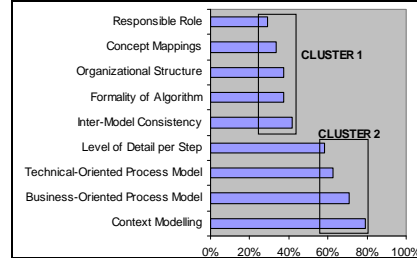 Responsible Role
Concept Mappings
CLUSTER 1
Organizational Structure
Formality of Algorithm
Inter-Model Consistency
CLUSTER 2
Level of Detail per Step
Technical-Oriented Process Model
Business-Oriented Process Model
Context Modelling
0% 20% 40% 60% 80% 100%